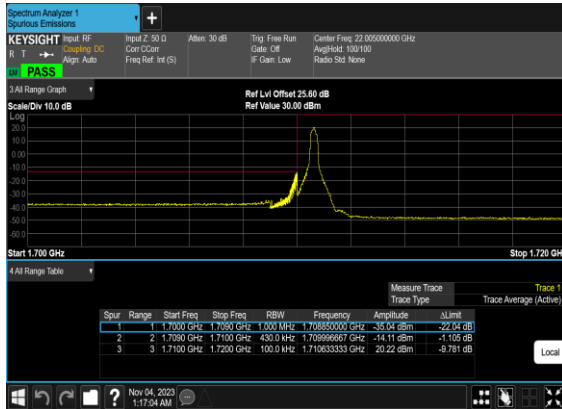 Spectrum Analyzer 1
Spurious Emissions
+
KEYSIGHT
R T
PASS
Input: RF
Coupling: DC
Align: Auto
Input Z: 50 Ω
Corr CCorr
Freq Ref: Int (S)
Atten: 30 dB
Trig: Free Run
Gate: Off
IF Gain: Low
Center Freq: 22.005000000 GHz
Avg|Hold: 100/100
Radio Std: None
3 All Range Graph
Scale/Div 10.0 dB
Ref Lvl Offset 25.60 dB
Ref Value 30.00 dBm
Log
20.0
10.0
0.00
-10.0
-20.0
-30.0
-40.0
-50.0
-60.0
Start 1.700 GHz
Stop 1.720 GH
4 All Range Table
Measure Trace Trace 1
Trace Type Trace Average (Active)
Spur Range Start Freq Stop Freq RBW Frequency Amplitude ΔLimit
1 1 1.7000 GHz 1.7090 GHz 1.000 MHz 1.708850000 GHz -35.04 dBm -22.04 dB
2 2 1.7090 GHz 1.7100 GHz 430.0 kHz 1.709996667 GHz -14.11 dBm -1.105 dB
3 3 1.7100 GHz 1.7200 GHz 100.0 kHz 1.710633333 GHz 20.22 dBm -9.781 dB
Local
?
Nov 04, 2023
1:17:04 AM